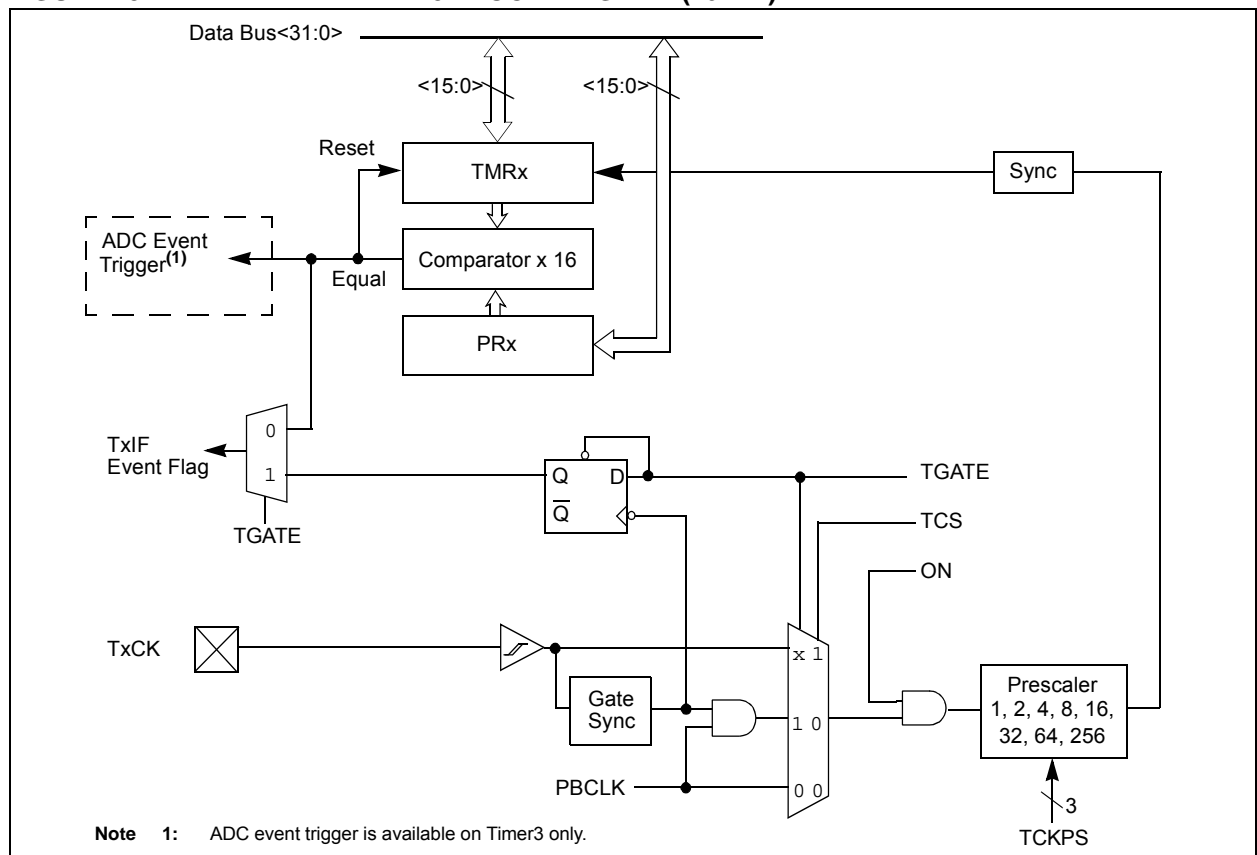 Data Bus<31:0>
<15:0>
<15:0>
Reset
TMRx
Sync
ADC Event
Trigger(1)
Equal
Comparator x 16
PRx
0
TxIF
Event Flag
1
TGATE
Q
D
Q
TGATE
TCS
ON
TxCK
x 1
Gate
Sync
1 0
Prescaler
1, 2, 4, 8, 16,
32, 64, 256
PBCLK
0 0
3
TCKPS
Note 1: ADC event trigger is available on Timer3 only.